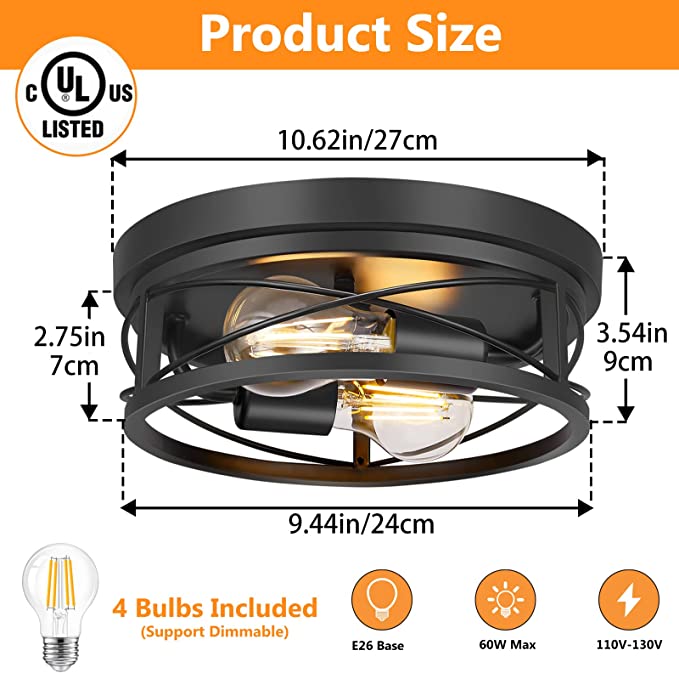 Product Size
C UL ® US
LISTED
10.62in/27cm
2.75in
7cm
3.54in
9cm
9.44in/24cm
4 Bulbs Included
(Support Dimmable)
E26 Base
60W Max
110V-130V